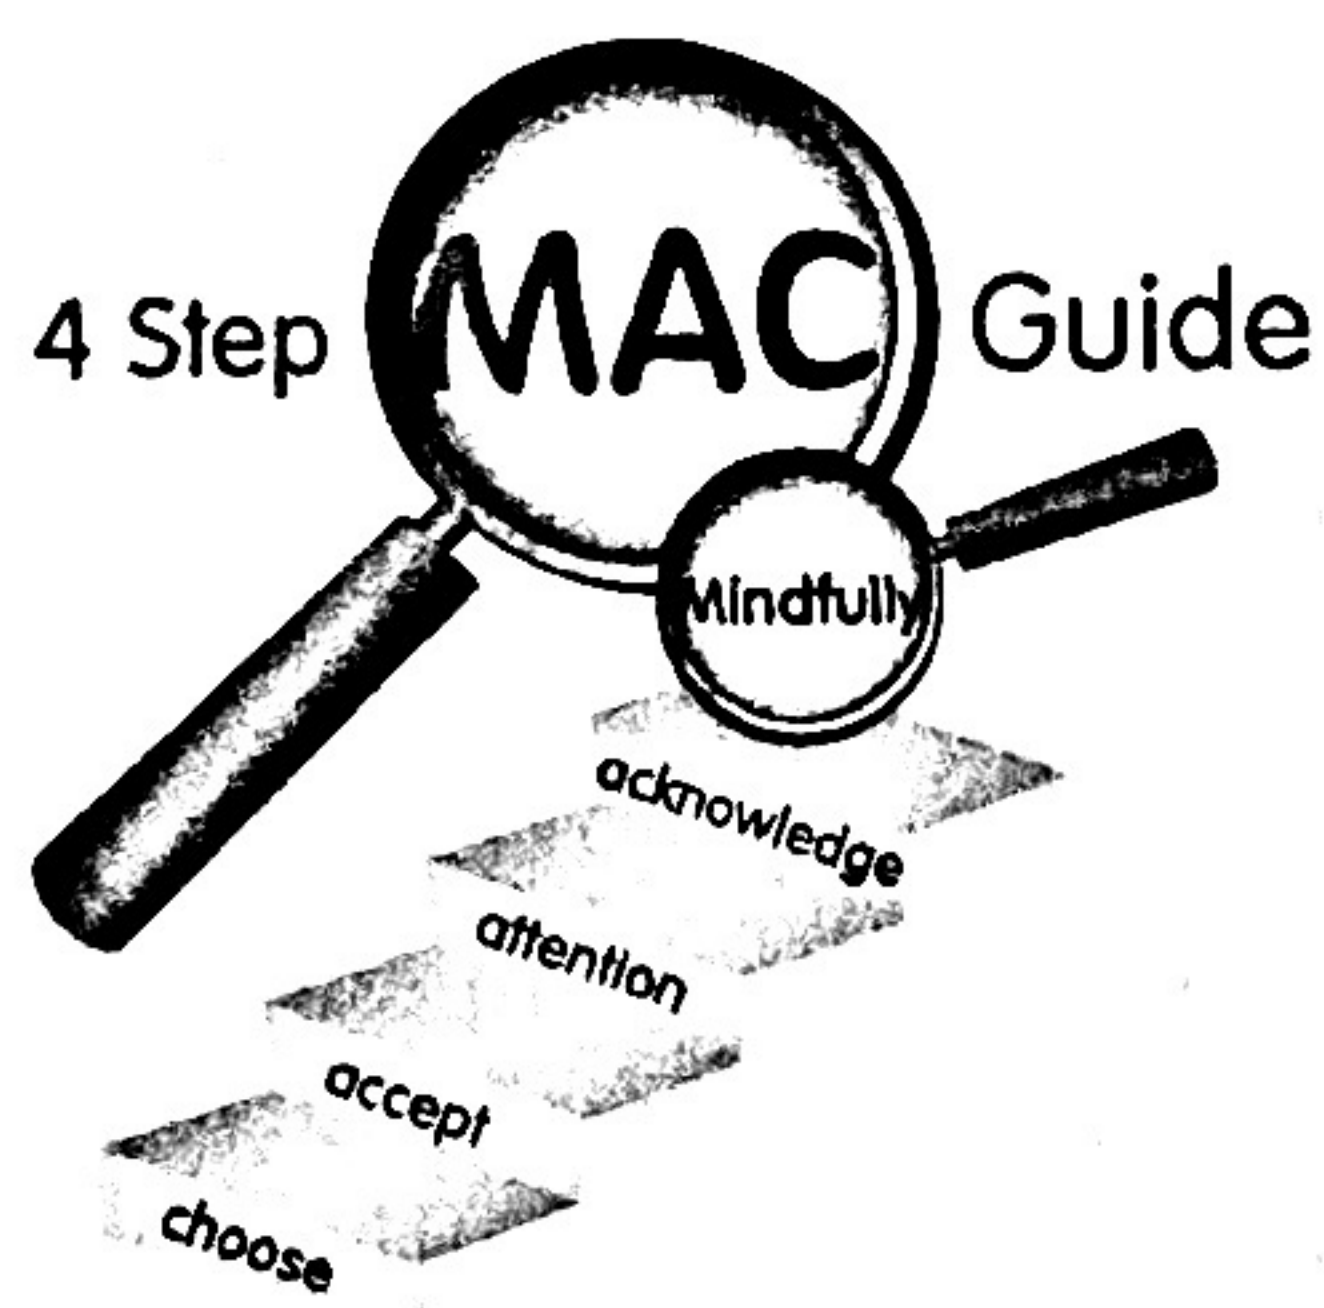 4 Step MAC Guide
Mindfully
acknowledge
attention
accept
choose